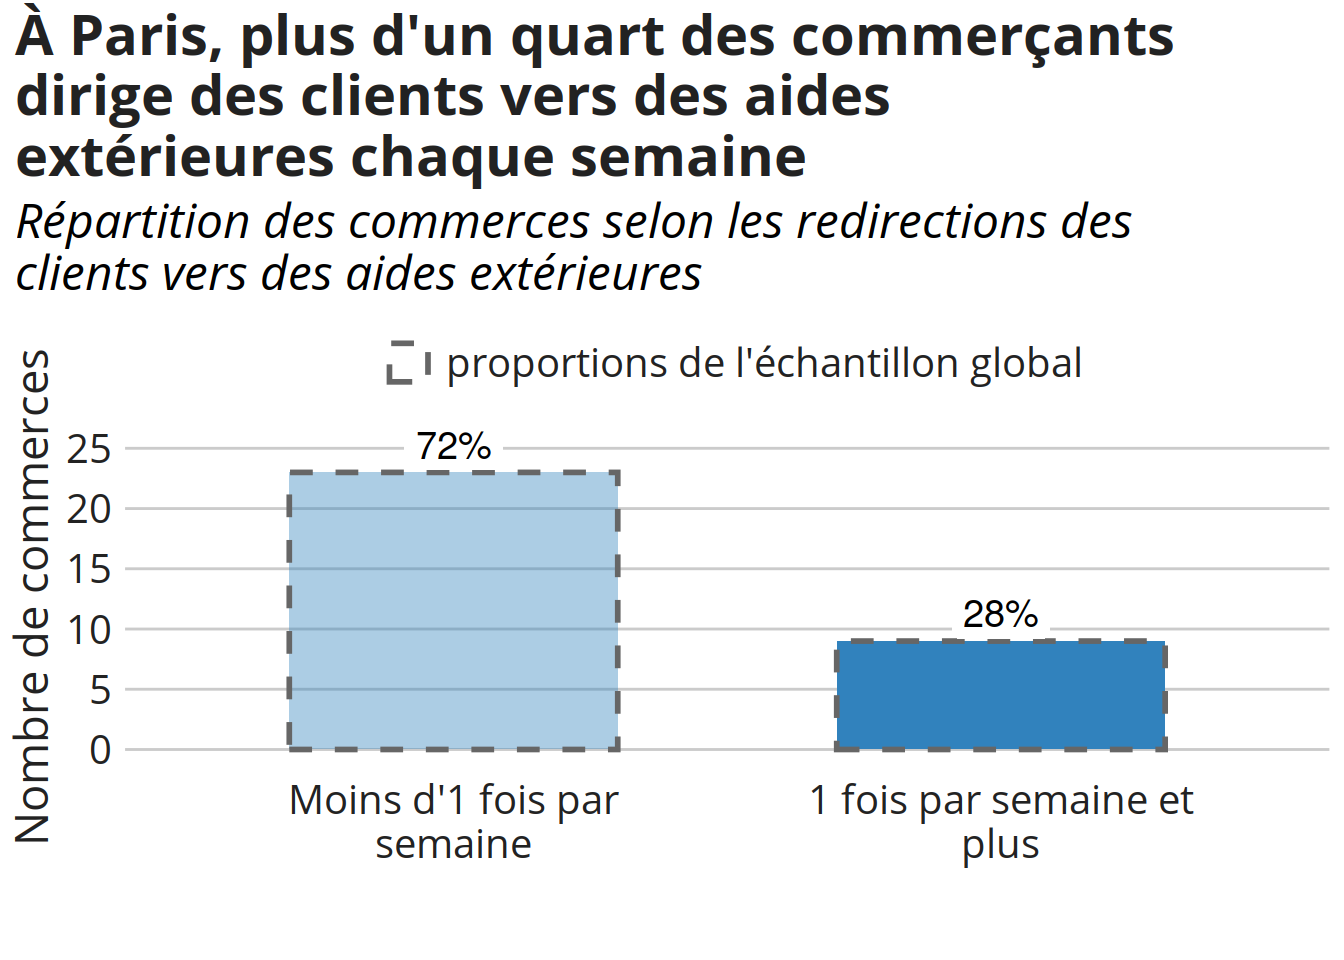 À Paris, plus d'un quart des commerçants
dirige des clients vers des aides
extérieures chaque semaine
Répartition des commerces selon les redirections des
clients vers des aides extérieures
proportions de l'échantillon global
Nombre de commerces
25
20
15
10
5
0
72%
28%
Moins d'1 fois par
semaine
1 fois par semaine et
plus